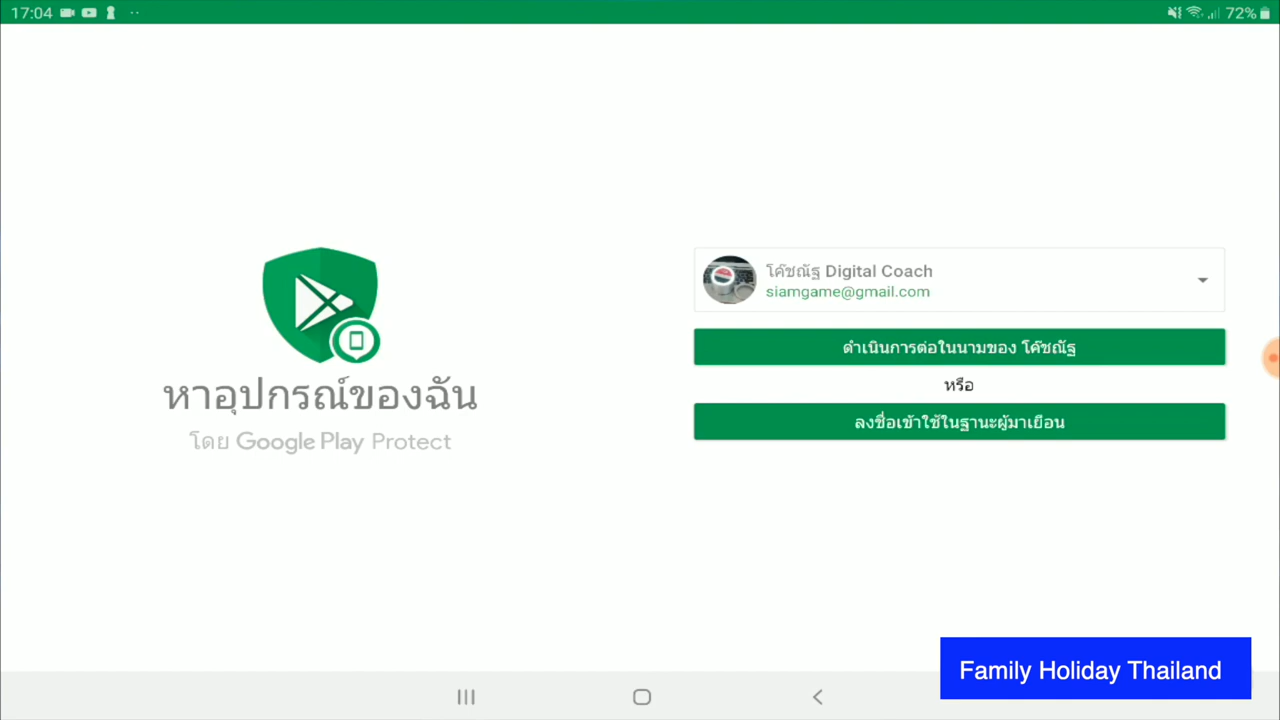 17:04
72%
หาอุปกรณ์ของฉัน
โดย Google Play Protect
โค๊ชณัฐ Digital Coach
siamgame@gmail.com
ดำเนินการต่อในนามของ โค๊ชณัฐ
หรือ
ลงชื่อเข้าใช้ในฐานะผู้มาเยือน
Family Holiday Thailand